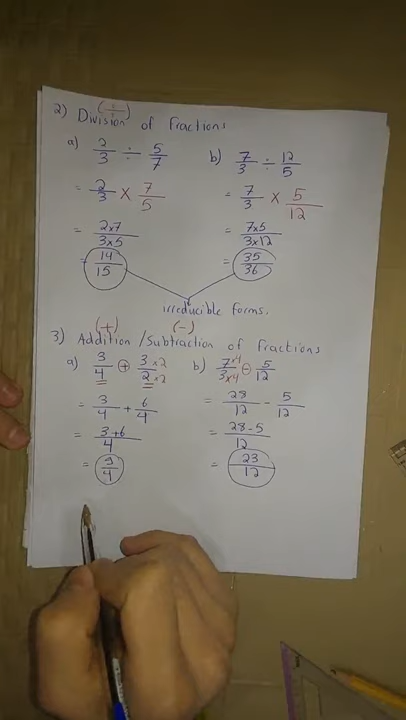 2) Division (÷) of fractions
a) 2/3 ÷ 5/7
= 2/3 × 7/5
= 2×7/3×5
= 14/15
b) 7/3 ÷ 12/5
= 7/3 × 5/12
= 7×5/3×12
= 35/36
irreducible forms.
(+) (-)
3) Addition /Subtraction of fractions
a) 3/4 + 3×2/2×2
= 3/4 + 6/4
= 3+6/4
= 9/4
b) 7×4/3×4 - 5/12
= 28/12 - 5/12
= 28-5/12
= 23/12